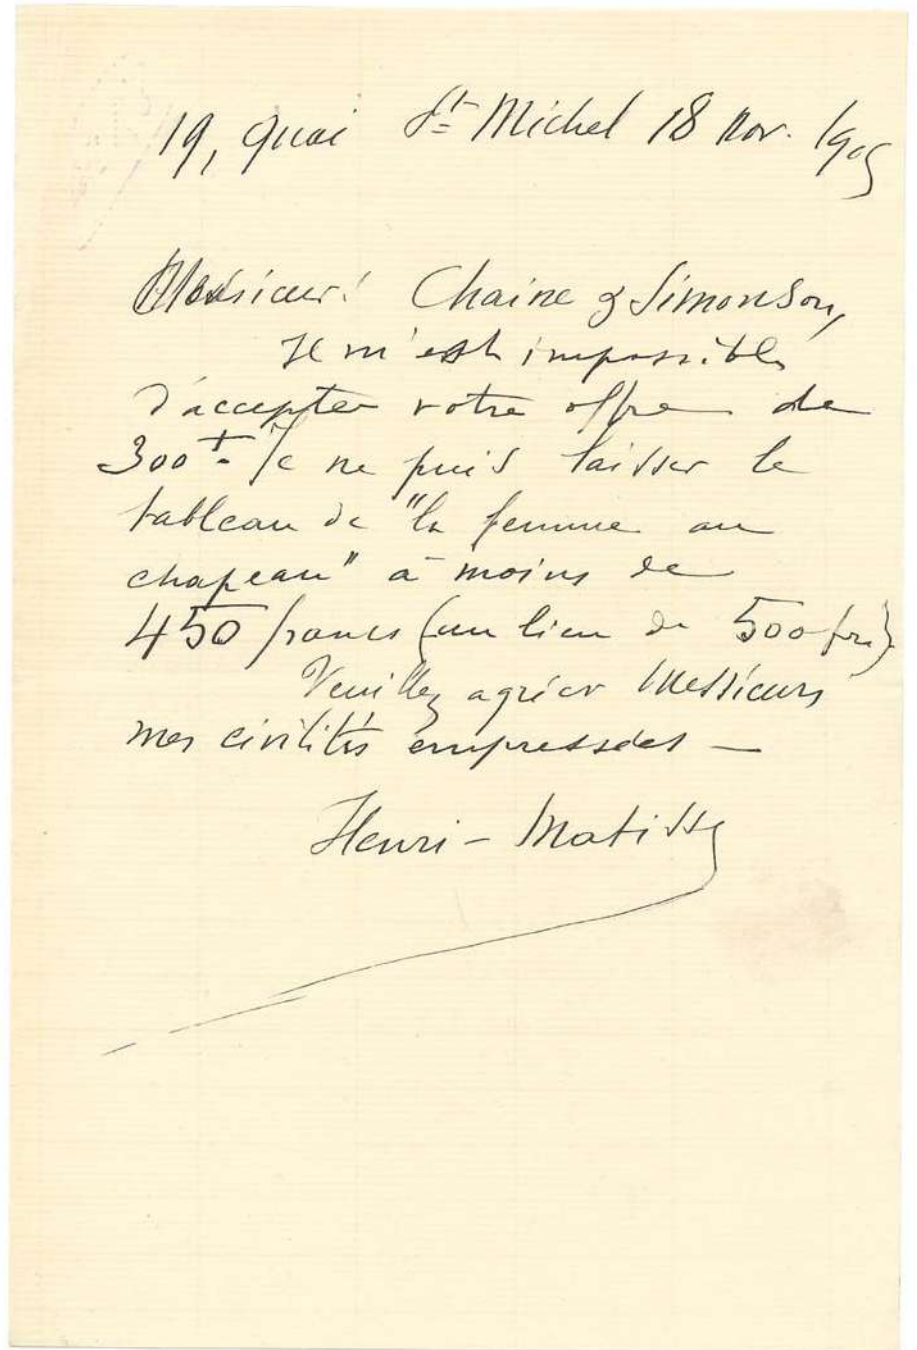 19, quai St Michel 18 nov. 1905
Messieurs Chaine & Simonson,
Il m'est impossible
d'accepter votre offre de
300 f. Je ne puis laisser le
tableau de "la femme au
chapeau" à moins de
450 francs (au lieu de 500 frs)
Veuillez agréer Messieurs
mes civilités empressées —
Henri-Matisse